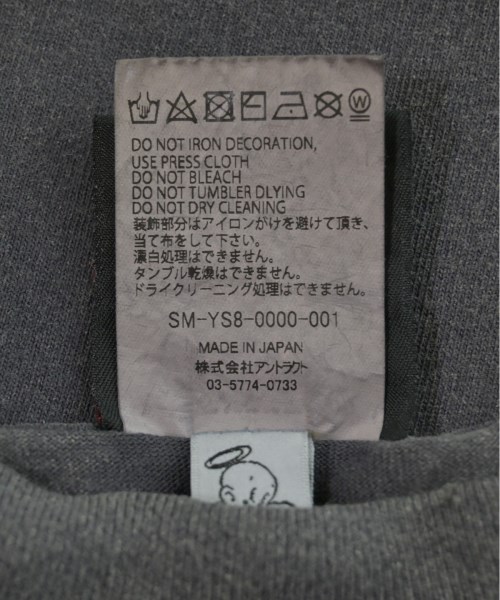 W
DO NOT IRON DECORATION,
USE PRESS CLOTH
DO NOT BLEACH
DO NOT TUMBLER DLYING
DO NOT DRY CLEANING
装飾部分はアイロンがけを避けて頂き、
当て布をして下さい。
漂白処理はできません。
タンブル乾燥はできません。
ドライクリーニング処理はできません。
SM-YS8-0000-001
MADE IN JAPAN
株式会社アントラクト
03-5774-0733